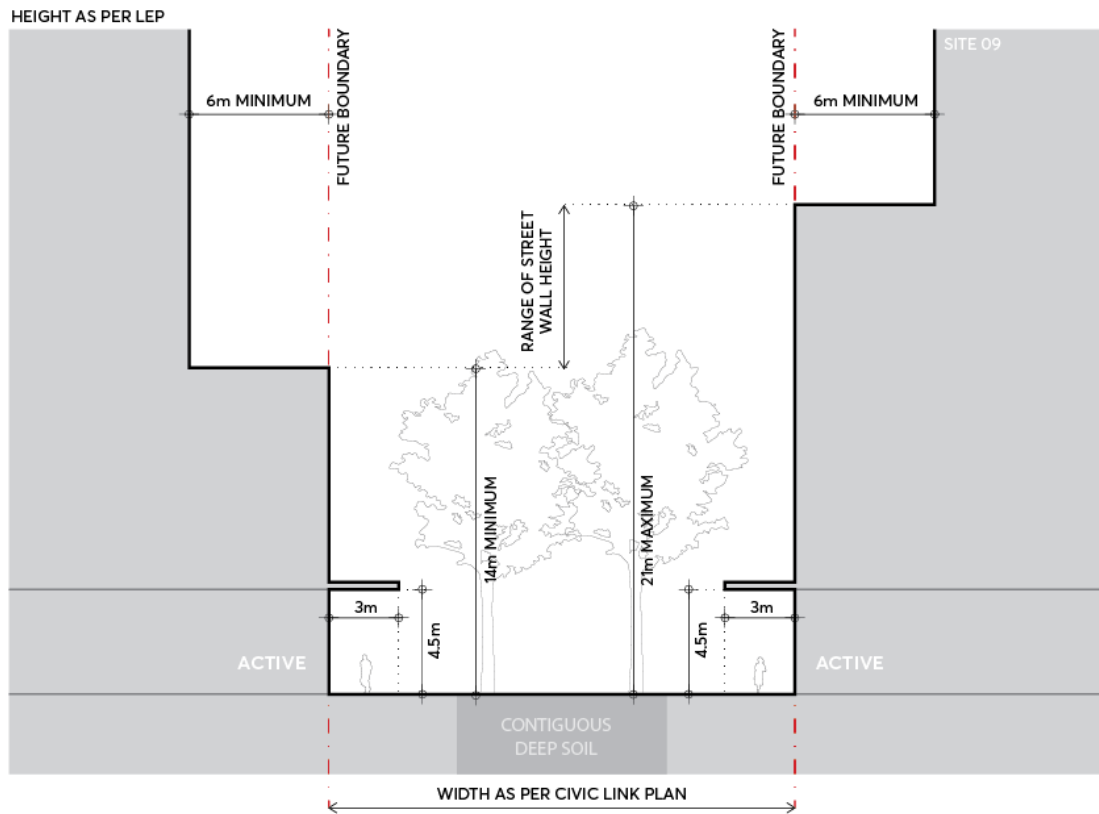 HEIGHT AS PER LEP
SITE 09
6m MINIMUM
FUTURE BOUNDARY
FUTURE BOUNDARY
6m MINIMUM
RANGE OF STREET
WALL HEIGHT
14m MINIMUM
21m MAXIMUM
3m
4.5m
4.5m
3m
ACTIVE
ACTIVE
CONTIGUOUS
DEEP SOIL
WIDTH AS PER CIVIC LINK PLAN